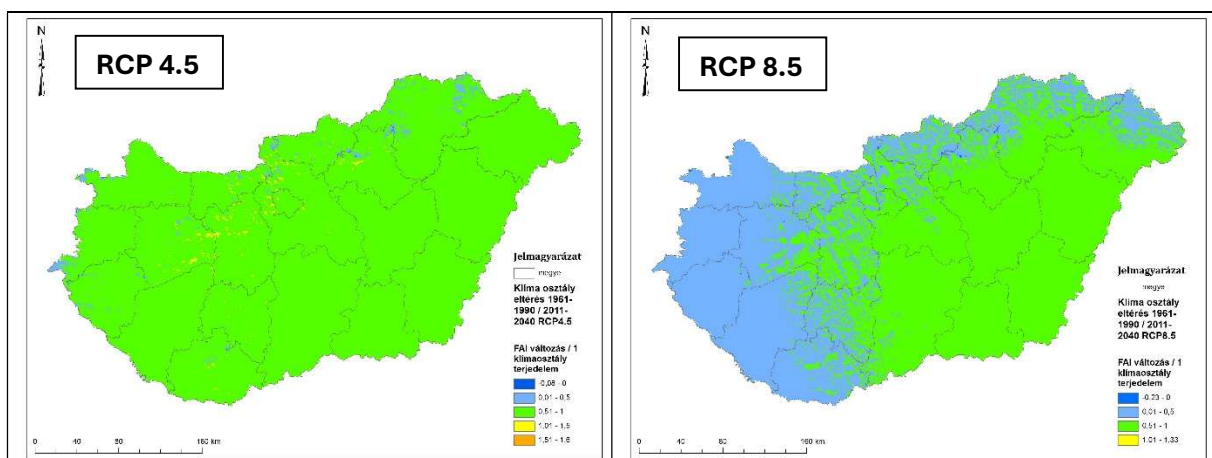 N
RCP 4.5
Jelmagyarázat
megye
Klíma osztály
eltérés 1961-
1990 / 2011-
2040 RCP4.5
FAI változás / 1
klímaosztály
terjedelem
-0,08 - 0
0,01 - 0,5
0,51 - 1
1,01 - 1,5
1,51 - 1,6
0 40 80 160 km
N
RCP 8.5
Jelmagyarázat
megye
Klíma osztály
eltérés 1961-
1990 / 2011-
2040 RCP8.5
FAI változás / 1
klímaosztály
terjedelem
-0,23 - 0
0,01 - 0,5
0,51 - 1
1,01 - 1,33
0 40 80 160 km